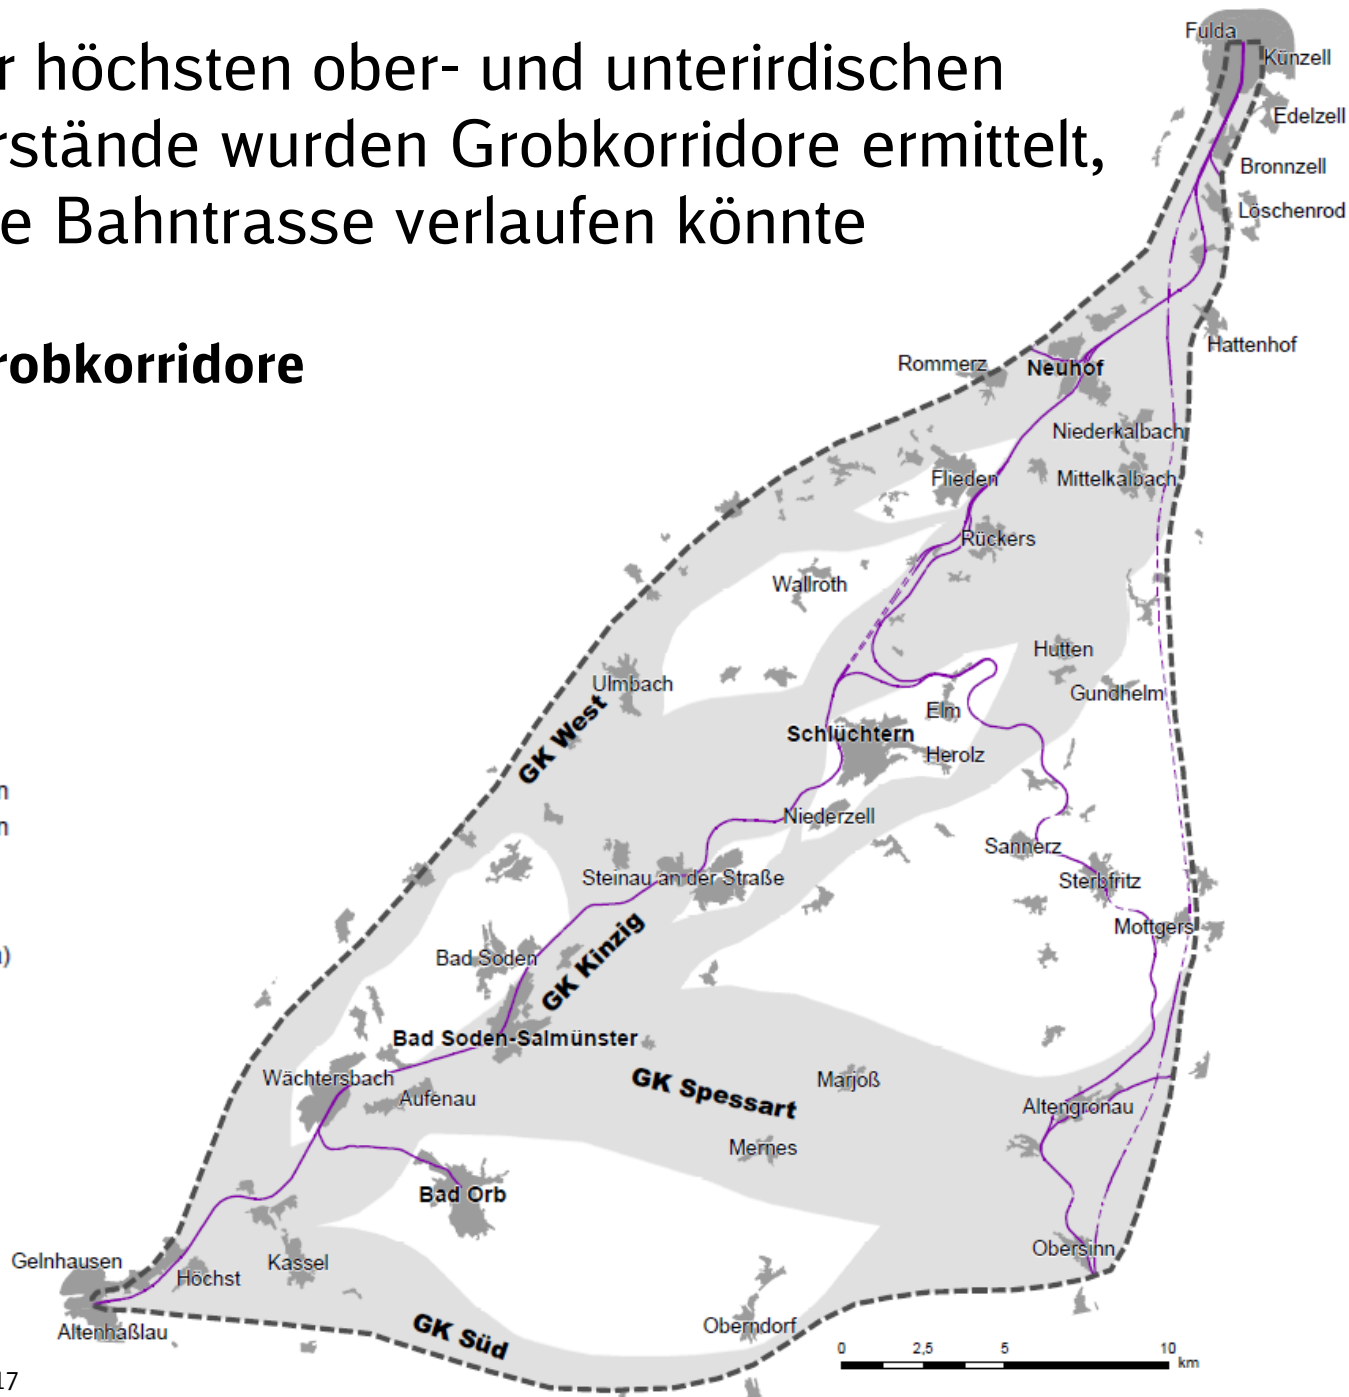 r höchsten ober- und unterirdischen
rstände wurden Grobkorridore ermittelt,
e Bahntrasse verlaufen könnte
robkorridore
Fulda
Künzell
Edelzell
Bronnzell
Löschenrod
Hattenhof
Rommerz
Neuhof
Niederkalbach
Flieden
Mittelkalbach
Rückers
Wallroth
Hutten
Ulmbach
Gundhelm
GK West
Elm
Schlüchtern
Herolz
n
Niederzell
n
Sannerz
Steinau an der Straße
Sterbfritz
Mottgers
GK Kinzig
)
Bad Soden
Bad Soden-Salmünster
Wächtersbach
GK Spessart
Marjoß
Aufenau
Altengronau
Mernes
Bad Orb
Obersinn
Gelnhausen
Kassel
Höchst
Oberndorf
Altenhaßlau
GK Süd
0 2,5 5 10
km
17